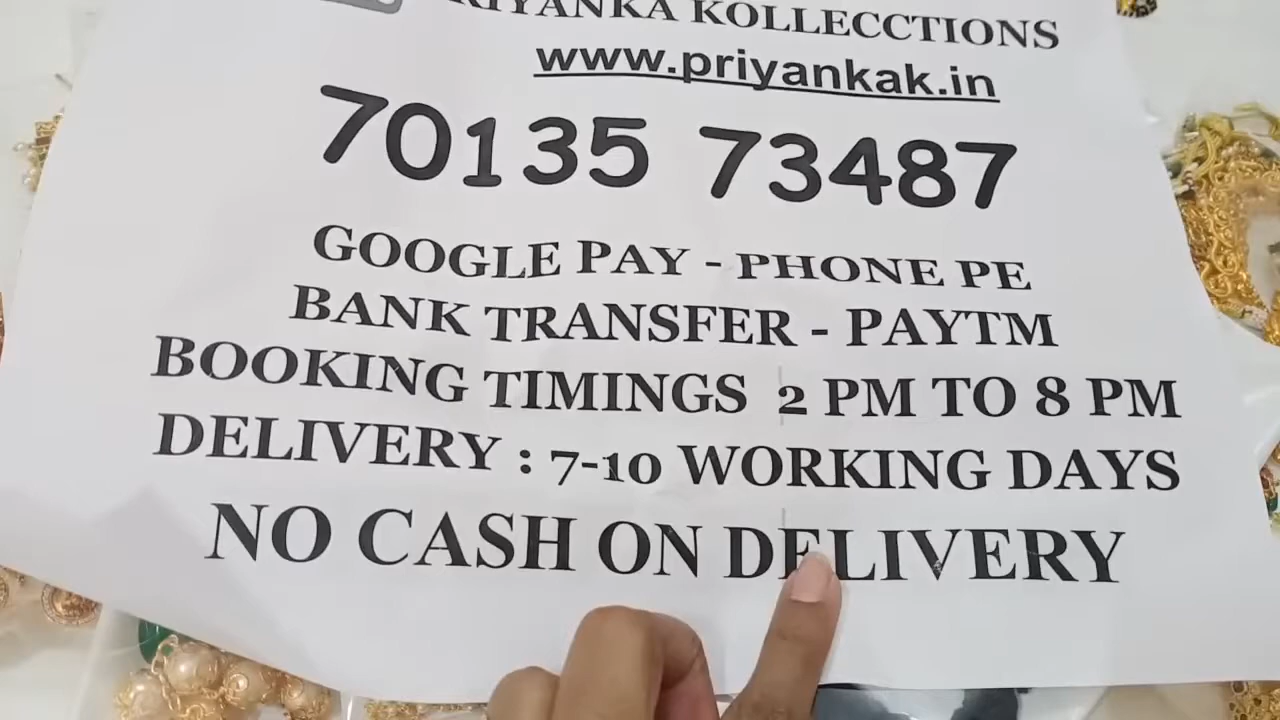 PRIYANKA KOLLECCTIONS
www.priyankak.in
70135 73487
GOOGLE PAY - PHONE PE
BANK TRANSFER - PAYTM
BOOKING TIMINGS 2 PM TO 8 PM
DELIVERY : 7-10 WORKING DAYS
NO CASH ON DELIVERY